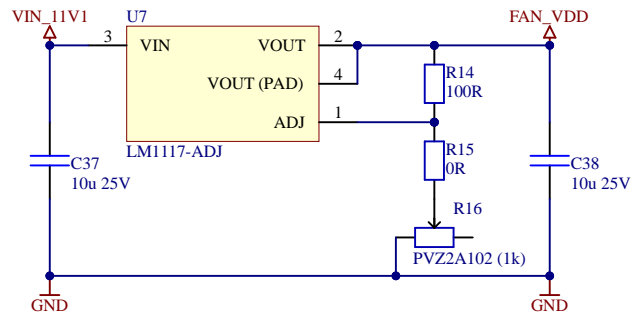 VIN_11V1
U7
FAN_VDD
3
VIN
VOUT
2
VOUT (PAD)
4
ADJ
1
LM1117-ADJ
R14
100R
R15
0R
C37
10u 25V
C38
10u 25V
R16
PVZ2A102 (1k)
GND
GND